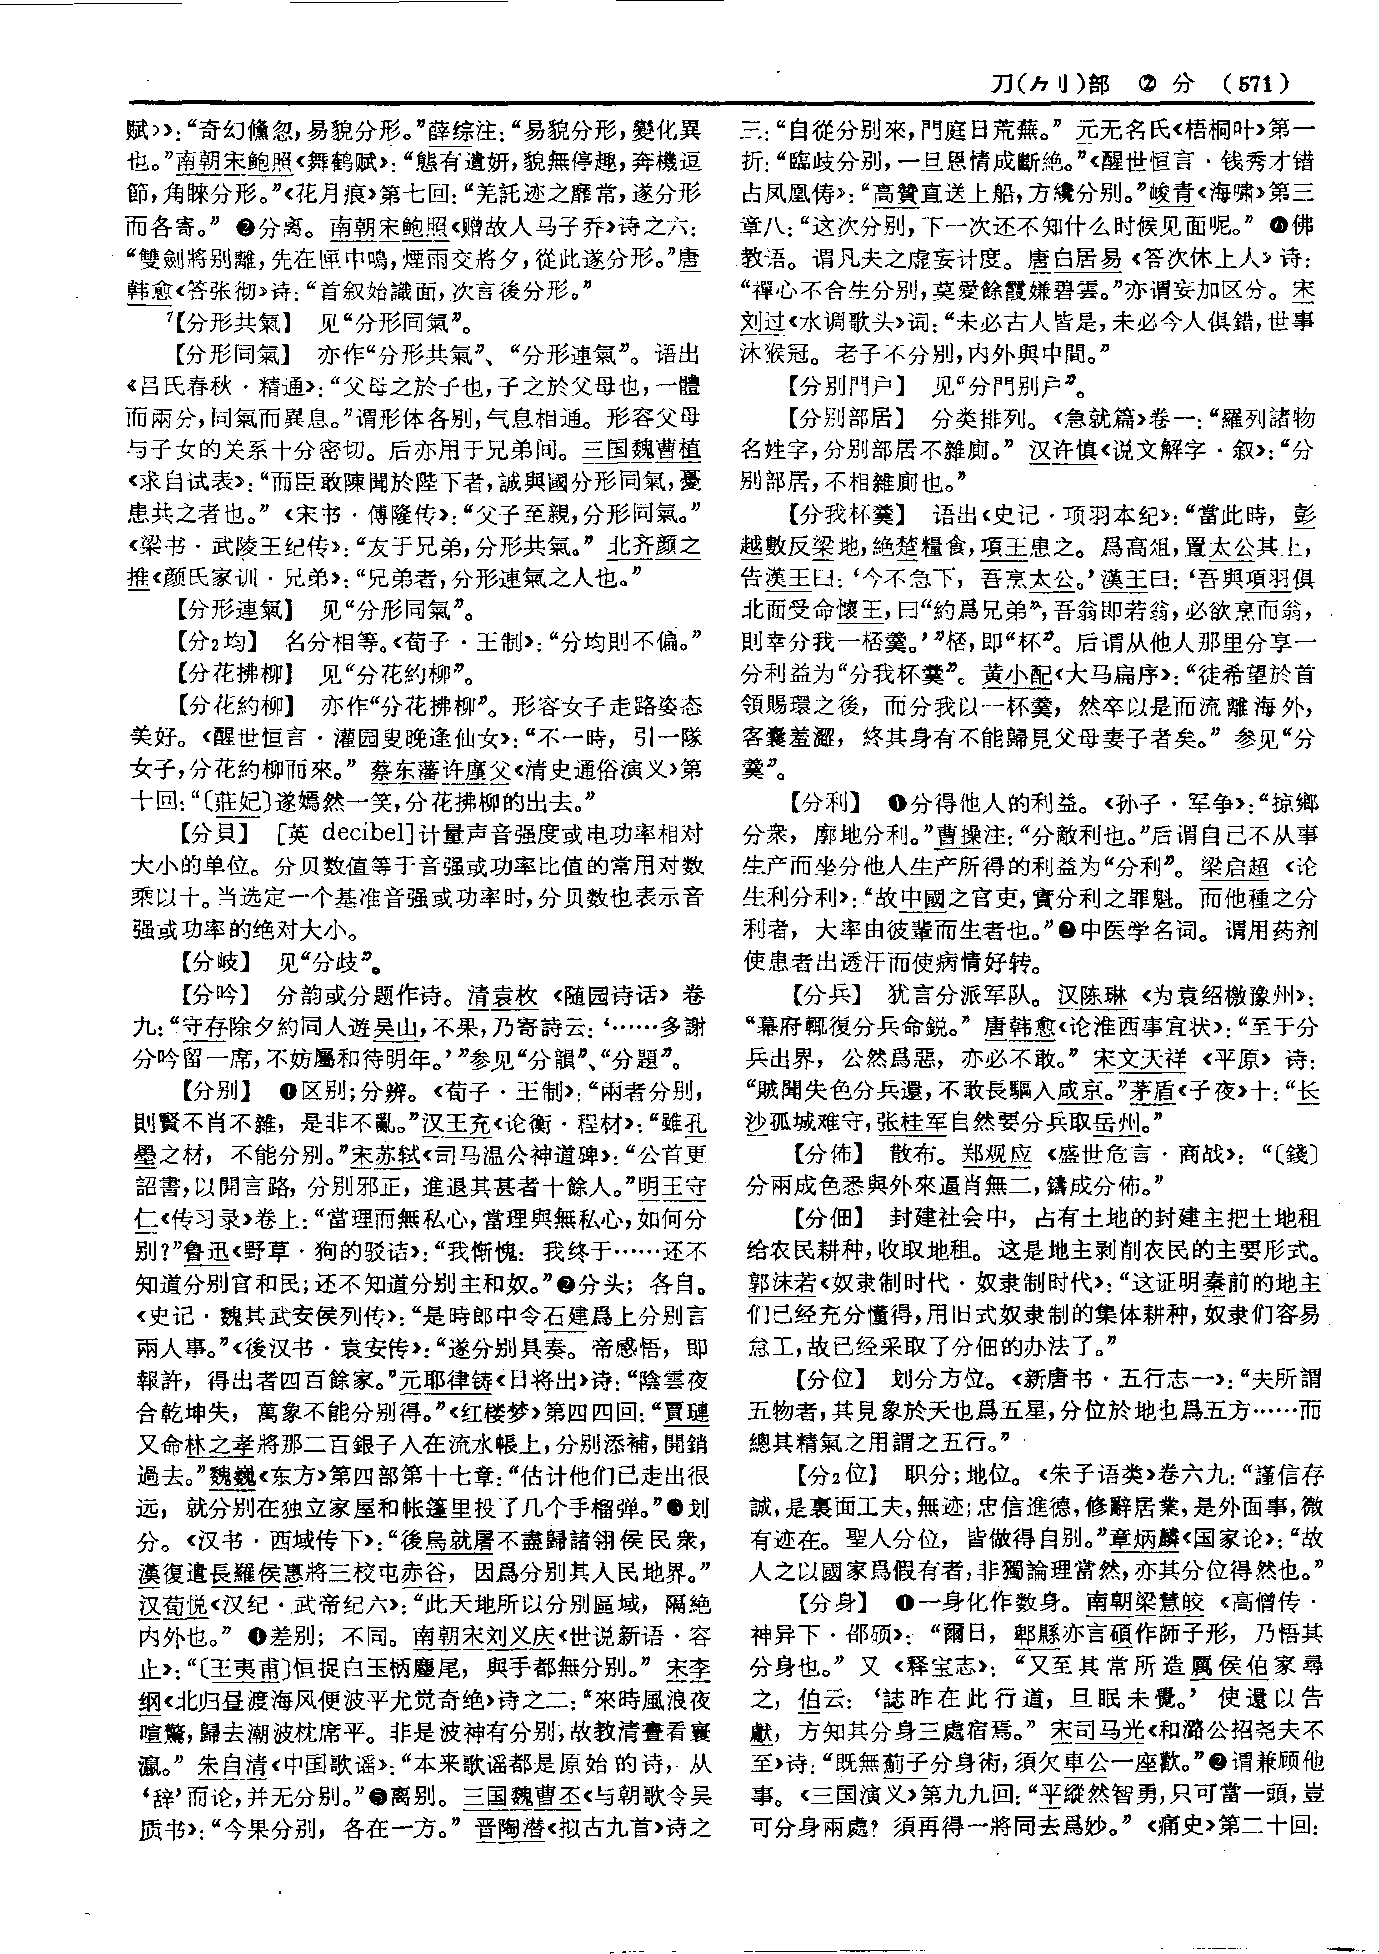 刀(𠂊刂)部 ② 分 (571)
赋》》：“奇幻儵忽，易貌分形。”薛综注：“易貌分形，變化異
也。”南朝宋鲍照《舞鹤赋》：“態有遺妍，貌無停趣，奔機逗
節，角睞分形。”《花月痕》第七回：“羌託迹之靡常，遂分形
而各寄。” ❷分离。南朝宋鲍照《赠故人马子乔》诗之六：
“雙劍將别離，先在匣中鳴，煙雨交將夕，從此遂分形。”唐
韩愈《答张彻》诗：“首叙始識面，次言後分形。”
【分形共氣】 见“分形同氣”。
【分形同氣】 亦作“分形共氣”、“分形連氣”。语出
《吕氏春秋·精通》：“父母之於子也，子之於父母也，一體
而兩分，同氣而異息。”谓形体各别，气息相通。形容父母
与子女的关系十分密切。后亦用于兄弟间。三国魏曹植
《求自试表》：“而臣敢陳聞於陛下者，誠與國分形同氣，憂
患共之者也。”《宋书·傅隆传》：“父子至親，分形同氣。”
《梁书·武陵王纪传》：“友于兄弟，分形共氣。”北齐颜之
推《颜氏家训·兄弟》：“兄弟者，分形連氣之人也。”
【分形連氣】 见“分形同氣”。
【分₂均】 名分相等。《荀子·王制》：“分均則不偏。”
【分花拂柳】 见“分花約柳”。
【分花約柳】 亦作“分花拂柳”。形容女子走路姿态
美好。《醒世恒言·灌园叟晚逢仙女》：“不一時，引一隊
女子，分花約柳而來。”蔡东藩许廑父《清史通俗演义》第
十回：“〔莊妃〕遂嫣然一笑，分花拂柳的出去。”
【分貝】 [英 decibel]计量声音强度或电功率相对
大小的单位。分贝数值等于音强或功率比值的常用对数
乘以十。当选定一个基准音强或功率时，分贝数也表示音
强或功率的绝对大小。
【分岐】 见“分歧”。
【分吟】 分韵或分题作诗。清袁枚《随园诗话》卷
九：“守存除夕約同人遊吴山，不果，乃寄詩云：‘……多謝
分吟留一席，不妨屬和待明年。’”参见“分韻”、“分題”。
【分别】 ❶区别；分辨。《荀子·王制》：“兩者分别，
則賢不肖不雜，是非不亂。”汉王充《论衡·程材》：“雖孔
墨之材，不能分别。”宋苏轼《司马温公神道碑》：“公首更
詔書，以開言路，分别邪正，進退其甚者十餘人。”明王守
仁《传习录》卷上：“當理而無私心，當理與無私心，如何分
别？”鲁迅《野草·狗的驳诘》：“我惭愧：我终于……还不
知道分别官和民；还不知道分别主和奴。”❷分头；各自。
《史记·魏其武安侯列传》：“是時郎中令石建爲上分别言
兩人事。”《後汉书·袁安传》：“遂分别具奏。帝感悟，即
報許，得出者四百餘家。”元耶律铸《日将出》诗：“陰雲夜
合乾坤失，萬象不能分别得。”《红楼梦》第四四回：“賈璉
又命林之孝將那二百銀子入在流水帳上，分别添補，開銷
過去。”魏巍《东方》第四部第十七章：“估计他们已走出很
远，就分别在独立家屋和帐篷里投了几个手榴弹。”❸划
分。《汉书·西域传下》：“後烏就屠不盡歸諸翎侯民衆，
漢復遣長羅侯惠將三校屯赤谷，因爲分别其人民地界。”
汉荀悦《汉纪·武帝纪六》：“此天地所以分别區域，隔絶
内外也。” ❹差别；不同。南朝宋刘义庆《世说新语·容
止》：“〔王夷甫〕恒捉白玉柄麈尾，與手都無分别。”宋李
纲《北归昼渡海风便波平尤觉奇绝》诗之二：“來時風浪夜
喧驚，歸去潮波枕席平。非是波神有分别，故教清晝看寰
瀛。”朱自清《中国歌谣》：“本来歌谣都是原始的诗，从
‘辞’而论，并无分别。”❺离别。三国魏曹丕《与朝歌令吴
质书》：“今果分别，各在一方。”晋陶潜《拟古九首》诗之
三：“自從分别來，門庭日荒蕪。”元无名氏《梧桐叶》第一
折：“臨歧分别，一旦恩情成斷絶。”《醒世恒言·钱秀才错
占凤凰俦》：“高贊直送上船，方纔分别。”峻青《海啸》第三
章八：“这次分别，下一次还不知什么时候见面呢。” ❻佛
教语。谓凡夫之虚妄计度。唐白居易《答次休上人》诗：
“禪心不合生分别，莫愛餘霞嫌碧雲。”亦谓妄加区分。宋
刘过《水调歌头》词：“未必古人皆是，未必今人俱錯，世事
沐猴冠。老子不分别，内外與中間。”
【分别門户】 见“分門别户”。
【分别部居】 分类排列。《急就篇》卷一：“羅列諸物
名姓字，分别部居不雜廁。”汉许慎《说文解字·叙》：“分
别部居，不相雜廁也。”
【分我杯羹】 语出《史记·项羽本纪》：“當此時，彭
越數反梁地，絶楚糧食，項王患之。爲高俎，置太公其上，
告漢王曰：‘今不急下，吾烹太公。’漢王曰：‘吾與項羽俱
北面受命懷王，曰“約爲兄弟”，吾翁即若翁，必欲烹而翁，
則幸分我一桮羹。’”桮，即“杯”。后谓从他人那里分享一
分利益为“分我杯羹”。黄小配《大马扁序》：“徒希望於首
領賜環之後，而分我以一杯羹，然卒以是而流離海外，
客囊羞澀，終其身有不能歸見父母妻子者矣。”参见“分
羹”。
【分利】 ❶分得他人的利益。《孙子·军争》：“掠鄉
分衆，廓地分利。”曹操注：“分敵利也。”后谓自己不从事
生产而坐分他人生产所得的利益为“分利”。梁启超《论
生利分利》：“故中國之官吏，實分利之罪魁。而他種之分
利者，大率由彼輩而生者也。”❷中医学名词。谓用药剂
使患者出透汗而使病情好转。
【分兵】 犹言分派军队。汉陈琳《为袁绍檄豫州》：
“幕府輒復分兵命鋭。”唐韩愈《论淮西事宜状》：“至于分
兵出界，公然爲惡，亦必不敢。”宋文天祥《平原》诗：
“賊聞失色分兵還，不敢長驅入咸京。”茅盾《子夜》十：“长
沙孤城难守，张桂军自然要分兵取岳州。”
【分佈】 散布。郑观应《盛世危言·商战》：“〔錢〕
分兩成色悉與外來逼肖無二，鑄成分佈。”
【分佃】 封建社会中，占有土地的封建主把土地租
给农民耕种，收取地租。这是地主剥削农民的主要形式。
郭沫若《奴隶制时代·奴隶制时代》：“这证明秦前的地主
们已经充分懂得，用旧式奴隶制的集体耕种，奴隶们容易
怠工，故已经采取了分佃的办法了。”
【分位】 划分方位。《新唐书·五行志一》：“夫所謂
五物者，其見象於天也爲五星，分位於地也爲五方……而
總其精氣之用謂之五行。”
【分₂位】 职分；地位。《朱子语类》卷六九：“謹信存
誠，是裏面工夫，無迹；忠信進德，修辭居業，是外面事，微
有迹在。聖人分位，皆做得自别。”章炳麟《国家论》：“故
人之以國家爲假有者，非獨論理當然，亦其分位得然也。”
【分身】 ❶一身化作数身。南朝梁慧皎《高僧传·
神异下·邵硕》：“爾日，郫縣亦言碩作師子形，乃悟其
分身也。”又《释宝志》：“又至其常所造厲侯伯家尋
之，伯云：‘誌昨在此行道，旦眠未覺。’使還以告
獻，方知其分身三處宿焉。”宋司马光《和潞公招尧夫不
至》诗：“既無薊子分身術，須欠車公一座歡。”❷谓兼顾他
事。《三国演义》第九九回：“平縱然智勇，只可當一頭，豈
可分身兩處？須再得一將同去爲妙。”《痛史》第二十回：